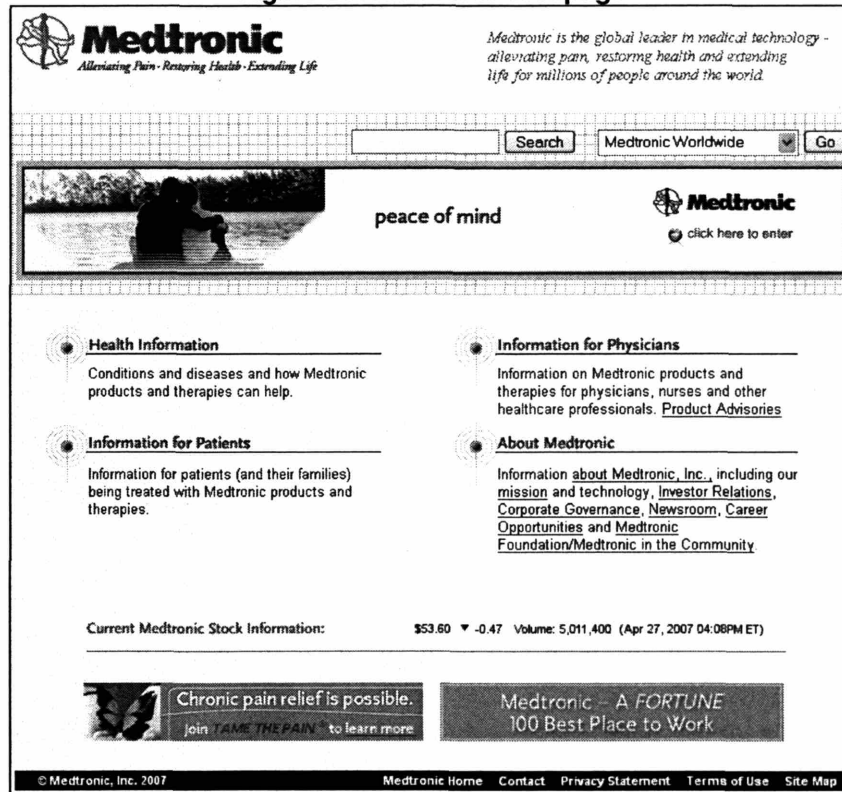 Medtronic
Alleviating Pain · Restoring Health · Extending Life
Medtronic is the global leader in medical technology -
alleviating pain, restoring health and extending
life for millions of people around the world.
Search
Medtronic Worldwide
Go
peace of mind
Medtronic
click here to enter
Health Information
Conditions and diseases and how Medtronic
products and therapies can help.
Information for Physicians
Information on Medtronic products and
therapies for physicians, nurses and other
healthcare professionals. Product Advisories
Information for Patients
Information for patients (and their families)
being treated with Medtronic products and
therapies.
About Medtronic
Information about Medtronic, Inc., including our
mission and technology, Investor Relations,
Corporate Governance, Newsroom, Career
Opportunities and Medtronic
Foundation/Medtronic in the Community.
Current Medtronic Stock Information:
$53.60 ▼ -0.47 Volume: 5,011,400 (Apr 27, 2007 04:08PM ET)
Chronic pain relief is possible.
Join TAME THE PAIN® to learn more
Medtronic – A FORTUNE
100 Best Place to Work
© Medtronic, Inc. 2007
Medtronic Home Contact Privacy Statement Terms of Use Site Map